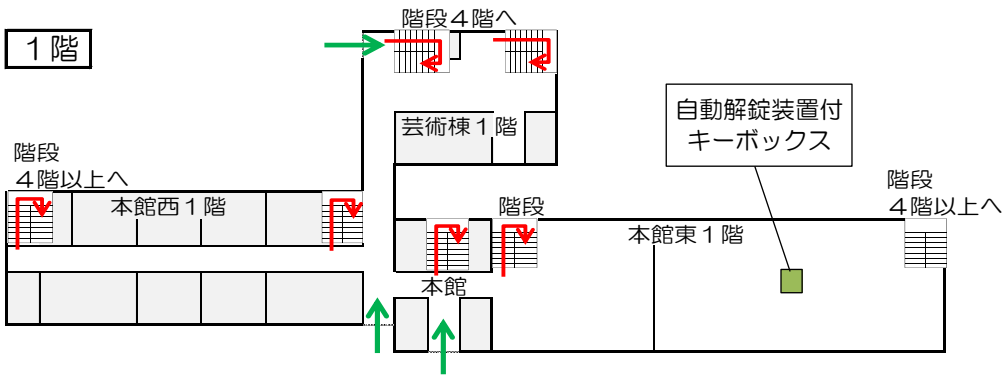 階段４階へ
１階
自動解錠装置付
キーボックス
芸術棟１階
階段
４階以上へ
本館西１階
階段
階段
４階以上へ
本館東１階
本館